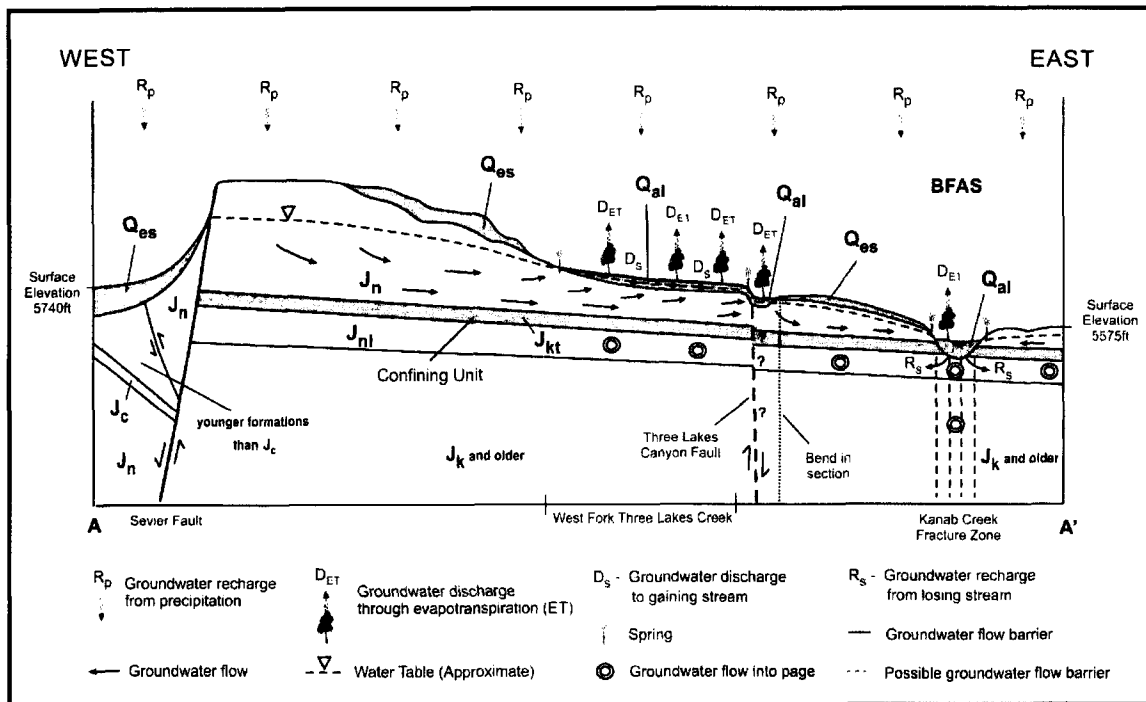 WEST
EAST
Rp Rp Rp Rp Rp Rp Rp Rp
Qes
Qal
Qal
BFAS
DET
DE1
DET
DET
Qes
Qes
Ds
Ds
DE1
Qal
Surface
Elevation
5740ft
Surface
Elevation
5575ft
Jn
Jn
Jnl
Jkt
Confining Unit
Rs
Rs
?
?
Jc
younger formations
than Jc
Jn
Jk and older
Three Lakes
Canyon Fault
Bend in
section
Jk and older
A
Sevier Fault
West Fork Three Lakes Creek
Kanab Creek
Fracture Zone
A'
Rp Groundwater recharge
from precipitation
DET Groundwater discharge
through evapotranspiration (ET)
Ds - Groundwater discharge
to gaining stream
Rs - Groundwater recharge
from losing stream
Spring
Groundwater flow barrier
Groundwater flow
Water Table (Approximate)
Groundwater flow into page
Possible groundwater flow barrier